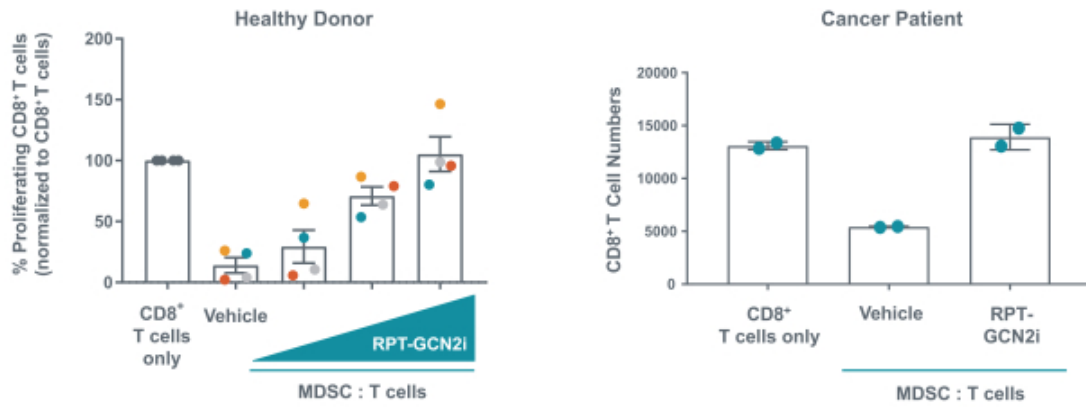 Healthy Donor
% Proliferating CD8⁺ T cells
(normalized to CD8⁺ T cells)
200
150
100
50
0
CD8⁺
T cells
only
Vehicle
RPT-GCN2i
MDSC : T cells
Cancer Patient
CD8⁺ T Cell Numbers
20000
15000
10000
5000
0
CD8⁺
T cells only
Vehicle
RPT-
GCN2i
MDSC : T cells